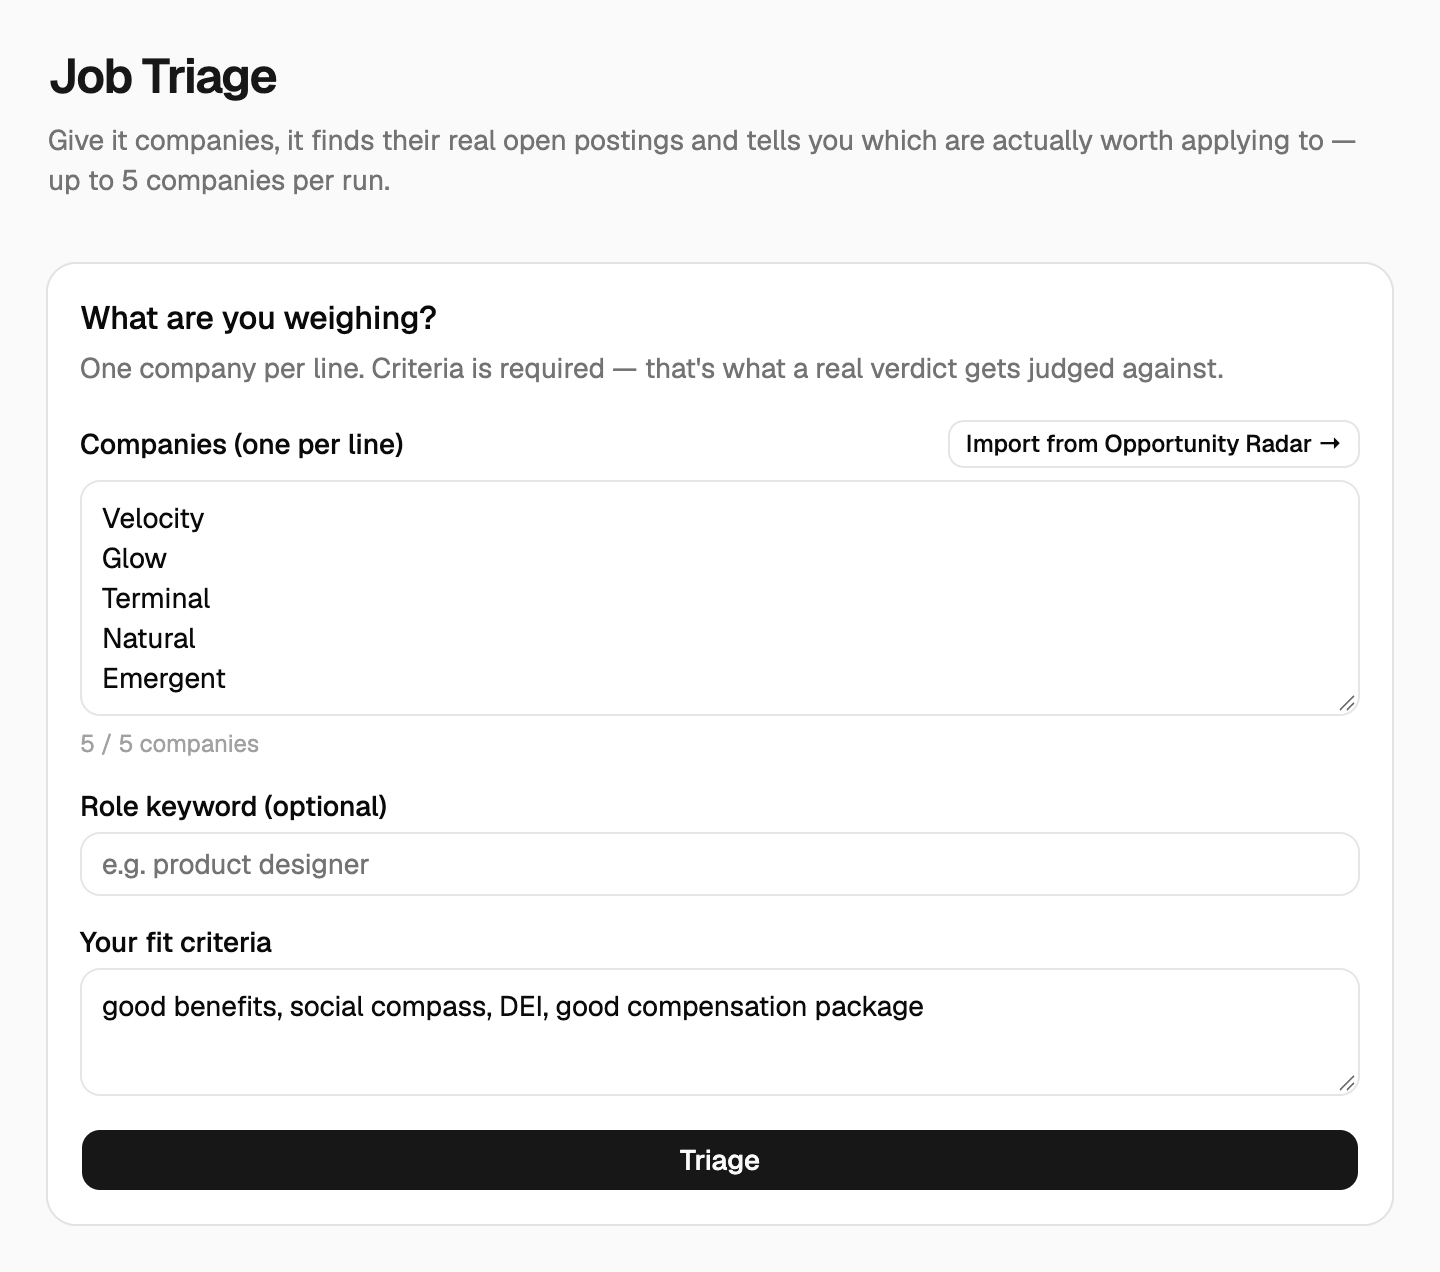 Job Triage
Give it companies, it finds their real open postings and tells you which are actually worth applying to —
up to 5 companies per run.
What are you weighing?
One company per line. Criteria is required — that's what a real verdict gets judged against.
Companies (one per line)
Import from Opportunity Radar →
Velocity
Glow
Terminal
Natural
Emergent
5 / 5 companies
Role keyword (optional)
e.g. product designer
Your fit criteria
good benefits, social compass, DEI, good compensation package
Triage